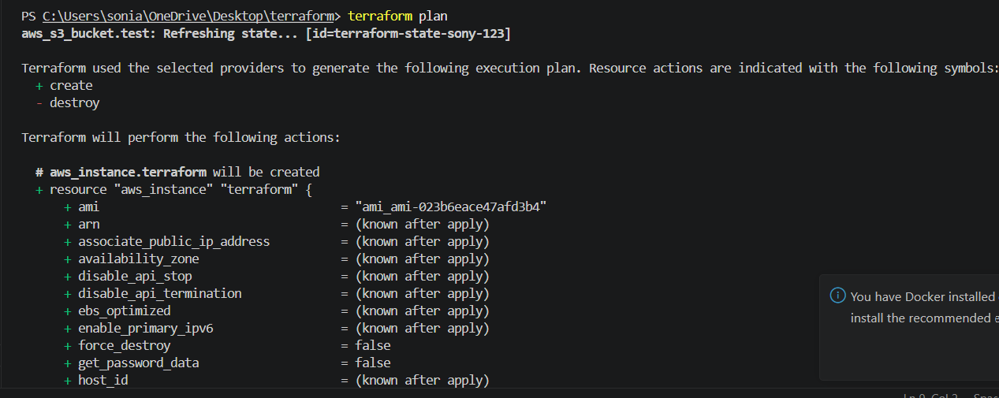 PS C:\Users\sonia\OneDrive\Desktop\terraform> terraform plan
aws_s3_bucket.test: Refreshing state... [id=terraform-state-sony-123]
Terraform used the selected providers to generate the following execution plan. Resource actions are indicated with the following symbols:
+ create
- destroy
Terraform will perform the following actions:
# aws_instance.terraform will be created
+ resource "aws_instance" "terraform" {
+ ami = "ami_ami-023b6eace47afd3b4"
+ arn = (known after apply)
+ associate_public_ip_address = (known after apply)
+ availability_zone = (known after apply)
+ disable_api_stop = (known after apply)
+ disable_api_termination = (known after apply)
+ ebs_optimized = (known after apply)
+ enable_primary_ipv6 = (known after apply)
+ force_destroy = false
+ get_password_data = false
+ host_id = (known after apply)
You have Docker installed
install the recommended